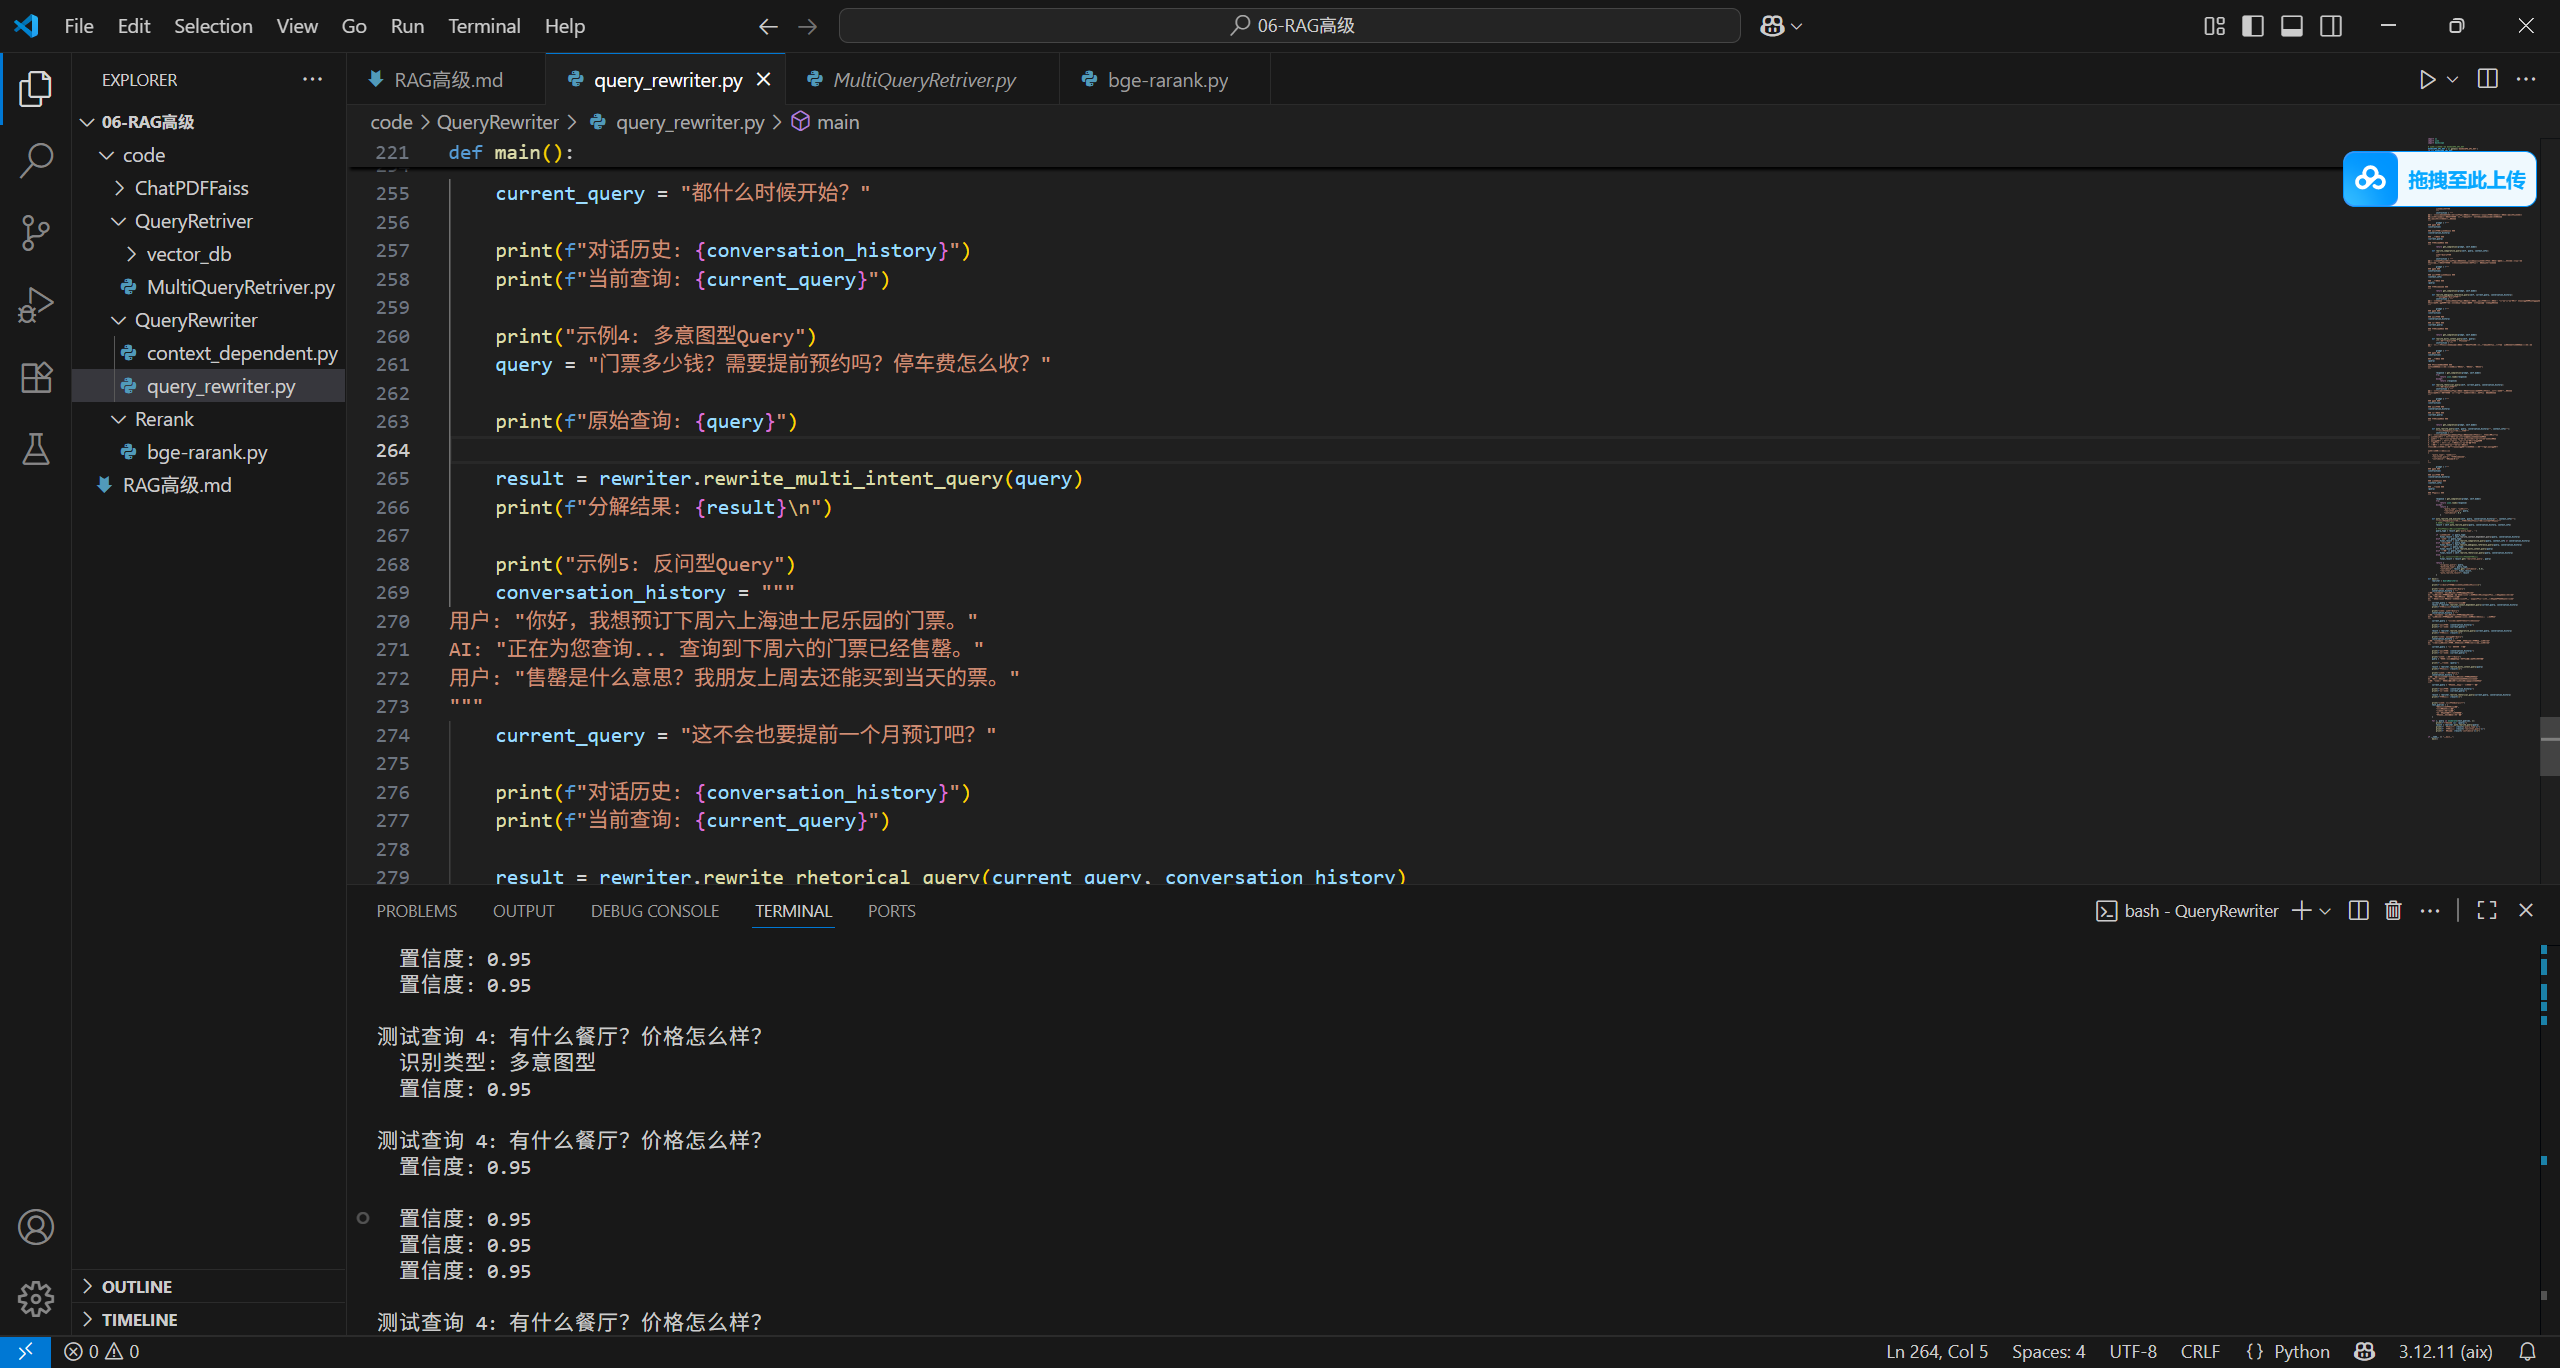 File Edit Selection View Go Run Terminal Help
06-RAG高级
EXPLORER
06-RAG高级
code
ChatPDFFaiss
QueryRetriver
vector_db
MultiQueryRetriver.py
QueryRewriter
context_dependent.py
query_rewriter.py
Rerank
bge-rarank.py
RAG高级.md
OUTLINE
TIMELINE
RAG高级.md query_rewriter.py MultiQueryRetriver.py bge-rarank.py
code > QueryRewriter > query_rewriter.py > main
拖拽至此上传
221 def main():
255 current_query = "都什么时候开始？"
256
257 print(f"对话历史: {conversation_history}")
258 print(f"当前查询: {current_query}")
259
260 print("示例4: 多意图型Query")
261 query = "门票多少钱？需要提前预约吗？停车费怎么收？"
262
263 print(f"原始查询: {query}")
264
265 result = rewriter.rewrite_multi_intent_query(query)
266 print(f"分解结果: {result}\n")
267
268 print("示例5: 反问型Query")
269 conversation_history = """
270 用户: "你好，我想预订下周六上海迪士尼乐园的门票。"
271 AI: "正在为您查询... 查询到下周六的门票已经售罄。"
272 用户: "售罄是什么意思？我朋友上周去还能买到当天的票。"
273 """
274 current_query = "这不会也要提前一个月预订吧？"
275
276 print(f"对话历史: {conversation_history}")
277 print(f"当前查询: {current_query}")
278
279 result = rewriter.rewrite_rhetorical_query(current_query, conversation_history)
PROBLEMS OUTPUT DEBUG CONSOLE TERMINAL PORTS
bash - QueryRewriter
置信度: 0.95
置信度: 0.95
测试查询 4: 有什么餐厅？价格怎么样？
识别类型: 多意图型
置信度: 0.95
测试查询 4: 有什么餐厅？价格怎么样？
置信度: 0.95
置信度: 0.95
置信度: 0.95
置信度: 0.95
测试查询 4: 有什么餐厅？价格怎么样？
0 0
Ln 264, Col 5 Spaces: 4 UTF-8 CRLF {} Python 3.12.11 (aix)